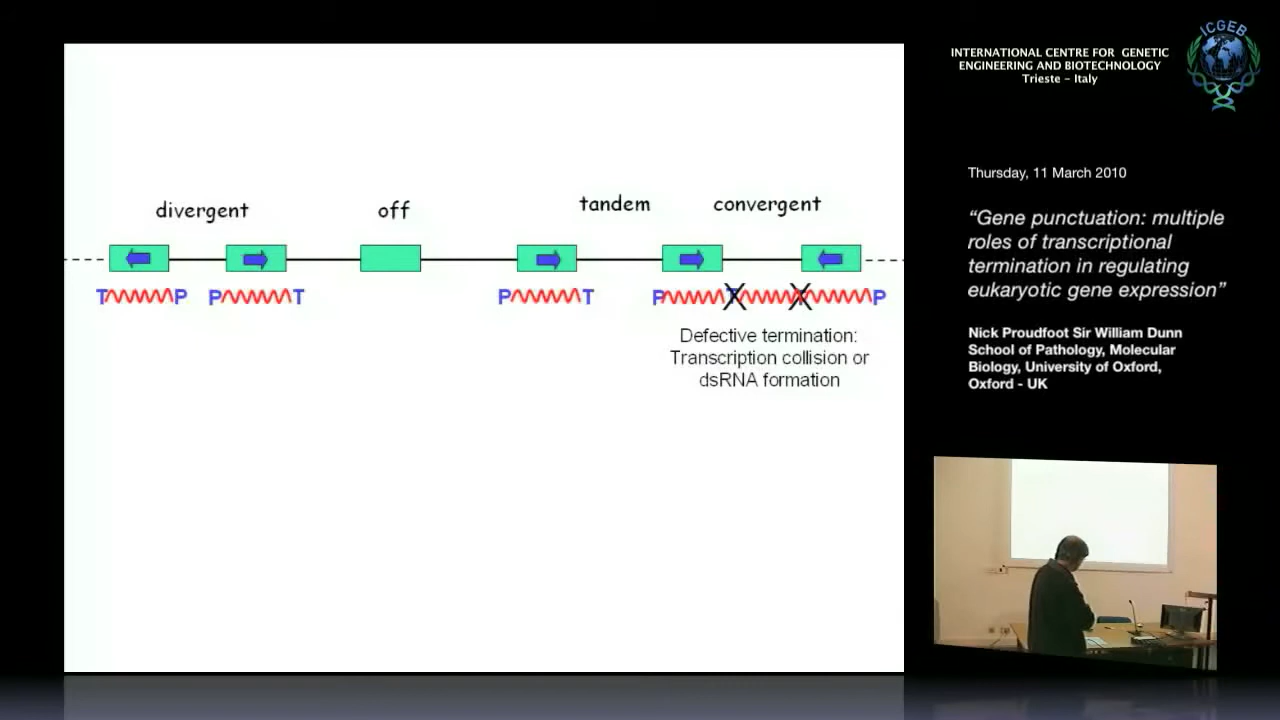 ICGEB
INTERNATIONAL CENTRE FOR GENETIC
ENGINEERING AND BIOTECHNOLOGY
Trieste - Italy
Thursday, 11 March 2010
“Gene punctuation: multiple
roles of transcriptional
termination in regulating
eukaryotic gene expression”
Nick Proudfoot Sir William Dunn
School of Pathology, Molecular
Biology, University of Oxford,
Oxford - UK
divergent off tandem convergent
T P P T P T P T T P
Defective termination:
Transcription collision or
dsRNA formation